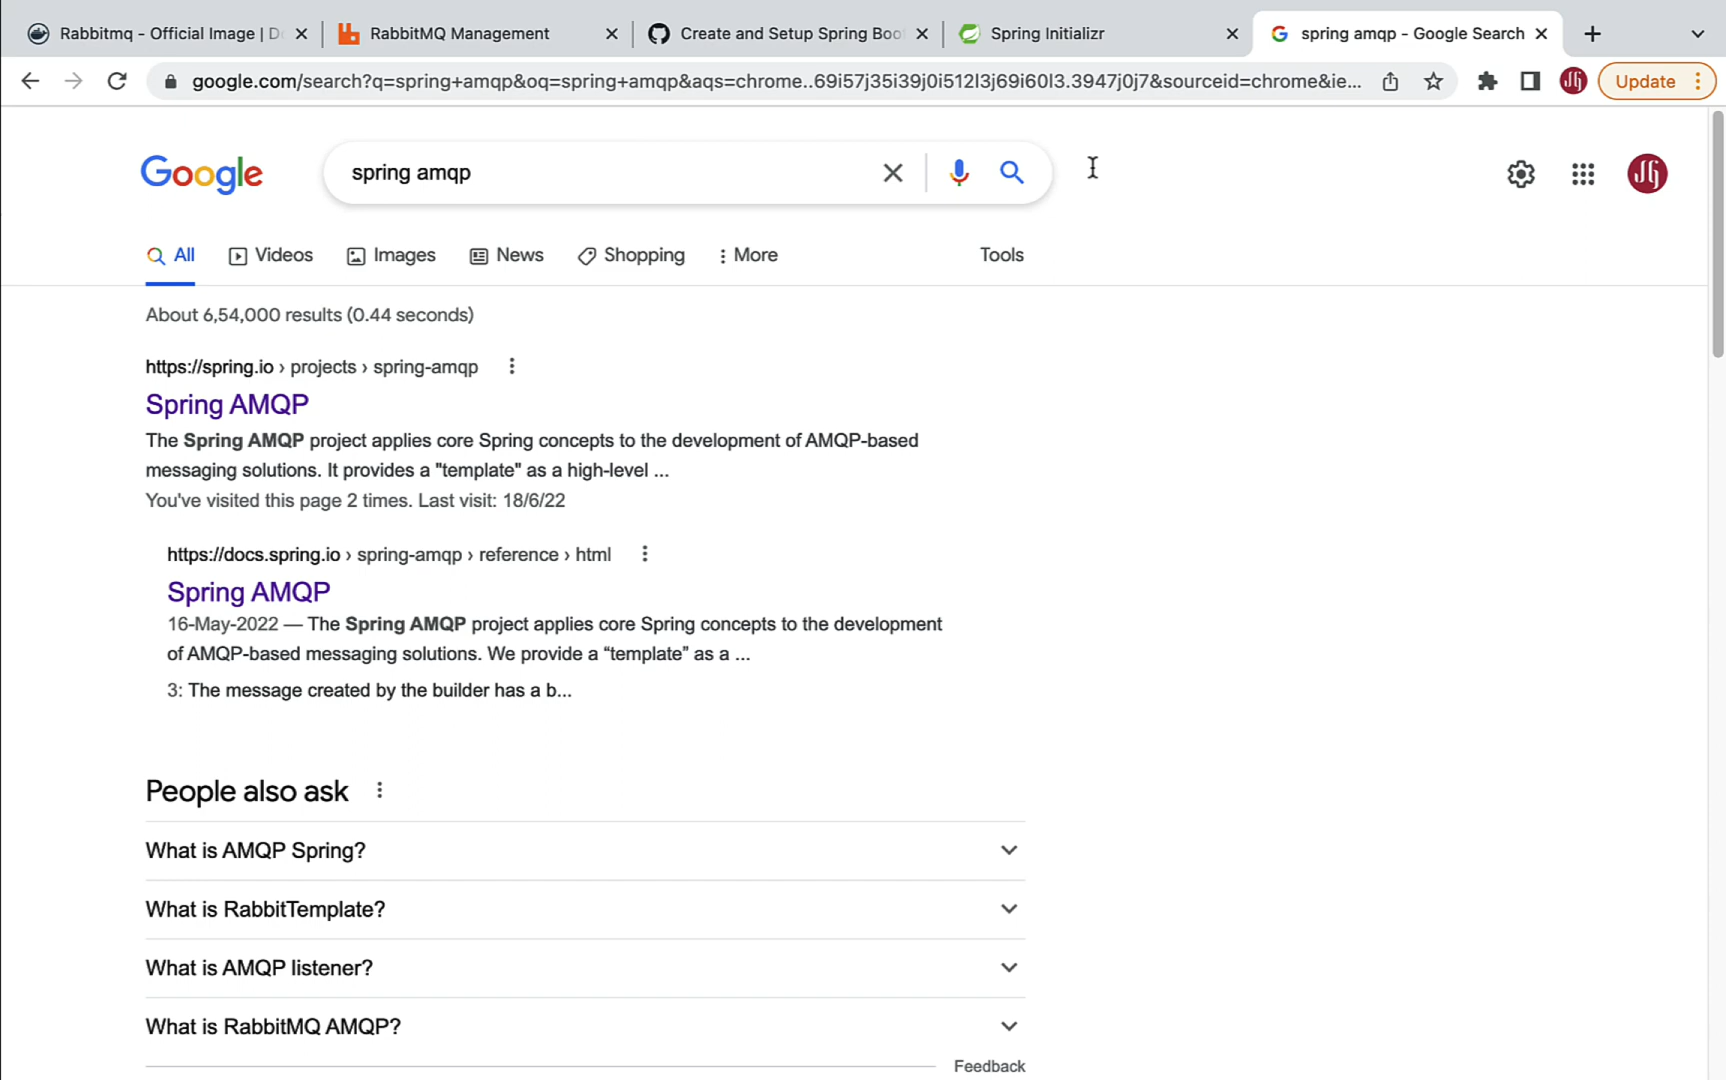 Rabbitmq - Official Image | D
RabbitMQ Management
Create and Setup Spring Boo
Spring Initializr
spring amqp - Google Search
google.com/search?q=spring+amqp&oq=spring+amqp&aqs=chrome..69i57j35i39j0i512l3j69i60l3.3947j0j7&sourceid=chrome&ie...
Update
Google
spring amqp
All
Videos
Images
News
Shopping
More
Tools
About 6,54,000 results (0.44 seconds)
https://spring.io › projects › spring-amqp
Spring AMQP
The Spring AMQP project applies core Spring concepts to the development of AMQP-based
messaging solutions. It provides a "template" as a high-level ...
You've visited this page 2 times. Last visit: 18/6/22
https://docs.spring.io › spring-amqp › reference › html
Spring AMQP
16-May-2022 — The Spring AMQP project applies core Spring concepts to the development
of AMQP-based messaging solutions. We provide a “template” as a ...
3: The message created by the builder has a b...
People also ask
What is AMQP Spring?
What is RabbitTemplate?
What is AMQP listener?
What is RabbitMQ AMQP?
Feedback